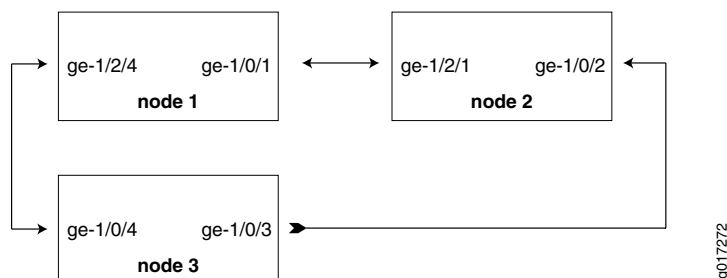 ge-1/2/4 ge-1/0/1
node 1
ge-1/2/1 ge-1/0/2
node 2
ge-1/0/4 ge-1/0/3
node 3
g017272